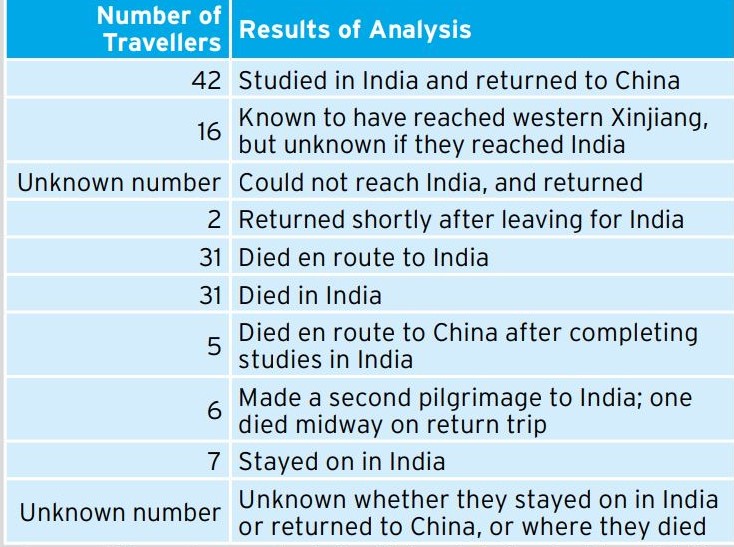 Number of Travellers Results of Analysis
42 Studied in India and returned to China
16 Known to have reached western Xinjiang,
but unknown if they reached India
Unknown number Could not reach India, and returned
2 Returned shortly after leaving for India
31 Died en route to India
31 Died in India
5 Died en route to China after completing
studies in India
6 Made a second pilgrimage to India; one
died midway on return trip
7 Stayed on in India
Unknown number Unknown whether they stayed on in India
or returned to China, or where they died